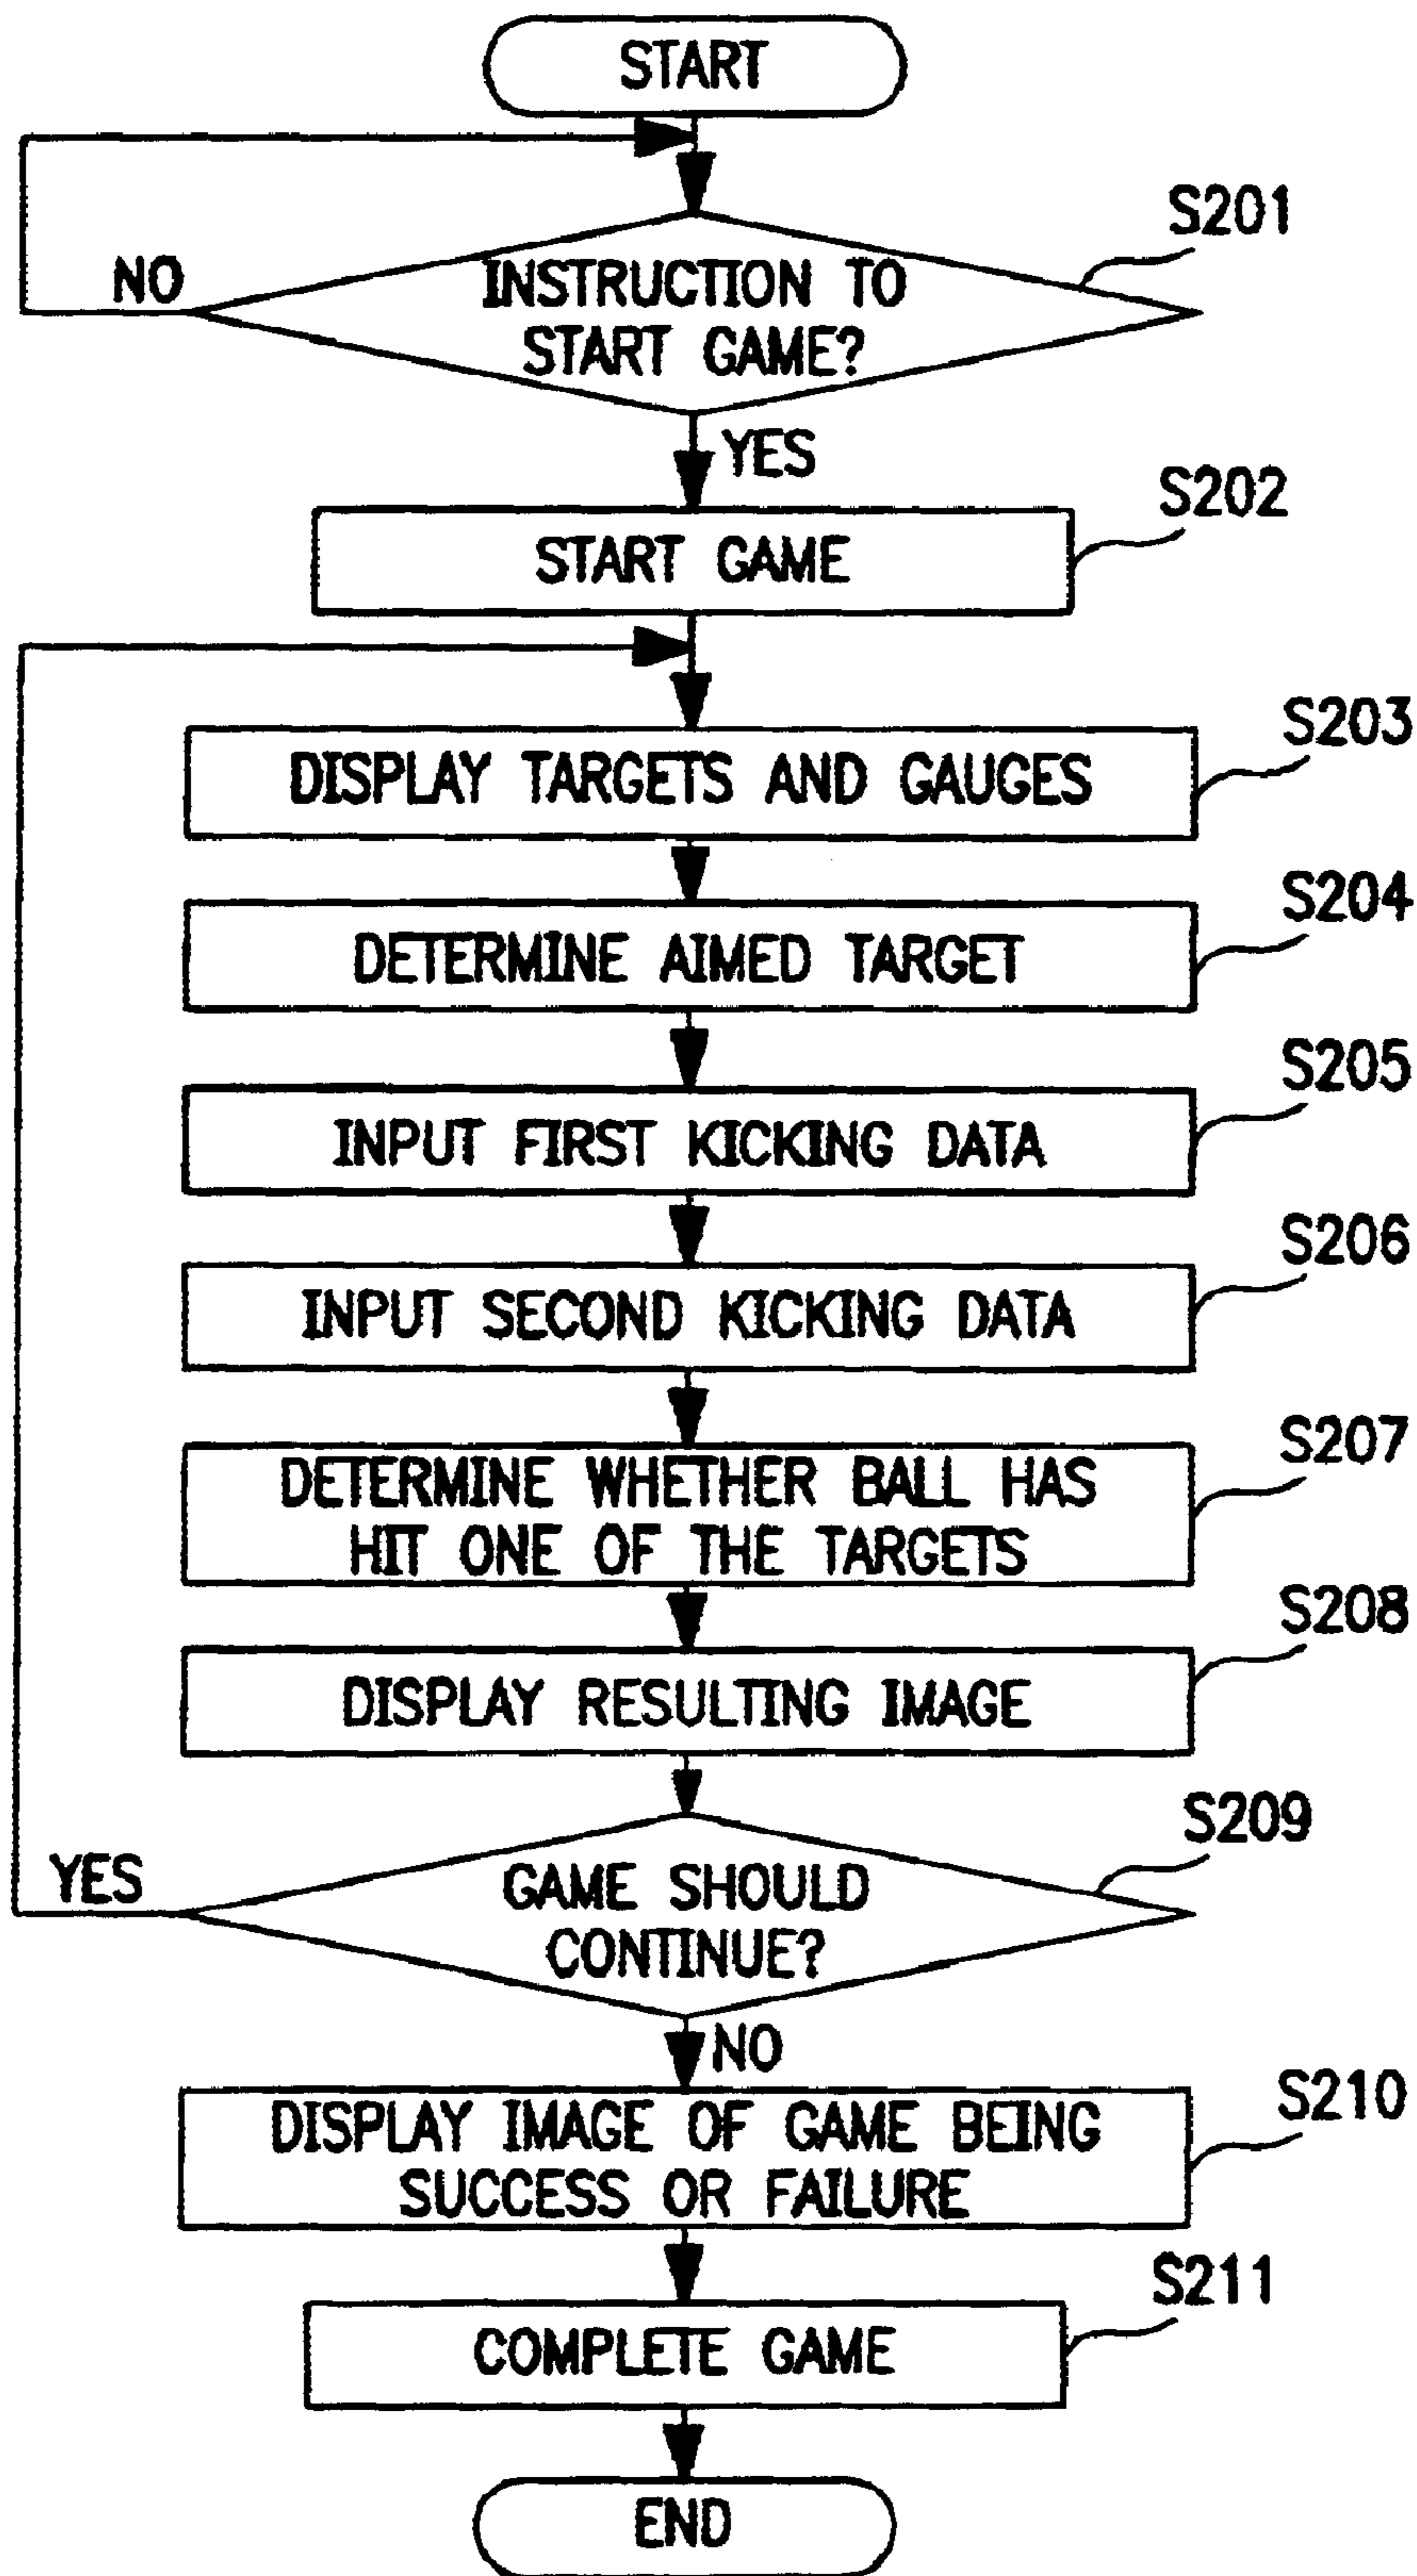 START
S201
NO
INSTRUCTION TO
START GAME?
YES
S202
START GAME
S203
DISPLAY TARGETS AND GAUGES
S204
DETERMINE AIMED TARGET
S205
INPUT FIRST KICKING DATA
S206
INPUT SECOND KICKING DATA
S207
DETERMINE WHETHER BALL HAS
HIT ONE OF THE TARGETS
S208
DISPLAY RESULTING IMAGE
S209
YES
GAME SHOULD
CONTINUE?
NO
S210
DISPLAY IMAGE OF GAME BEING
SUCCESS OR FAILURE
S211
COMPLETE GAME
END